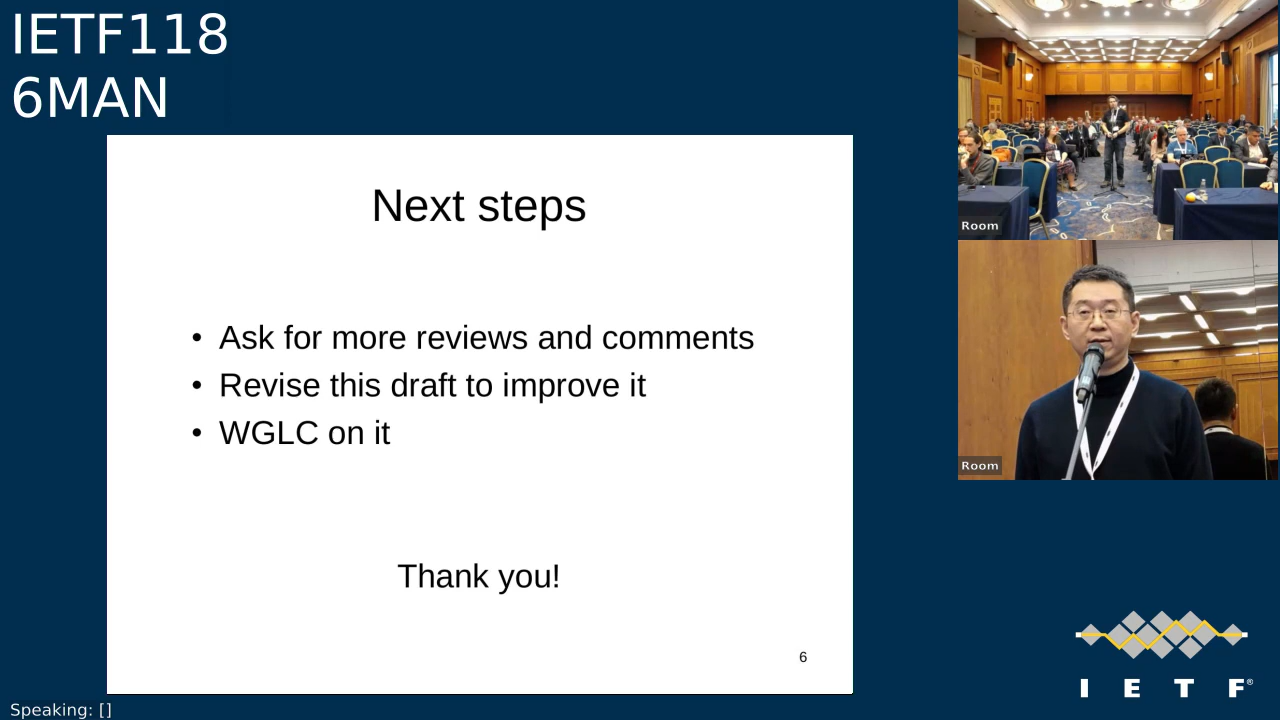 IETF118
6MAN
Room
Next steps
• Ask for more reviews and comments
• Revise this draft to improve it
• WGLC on it
Room
Thank you!
6
I E T F®
Speaking: []